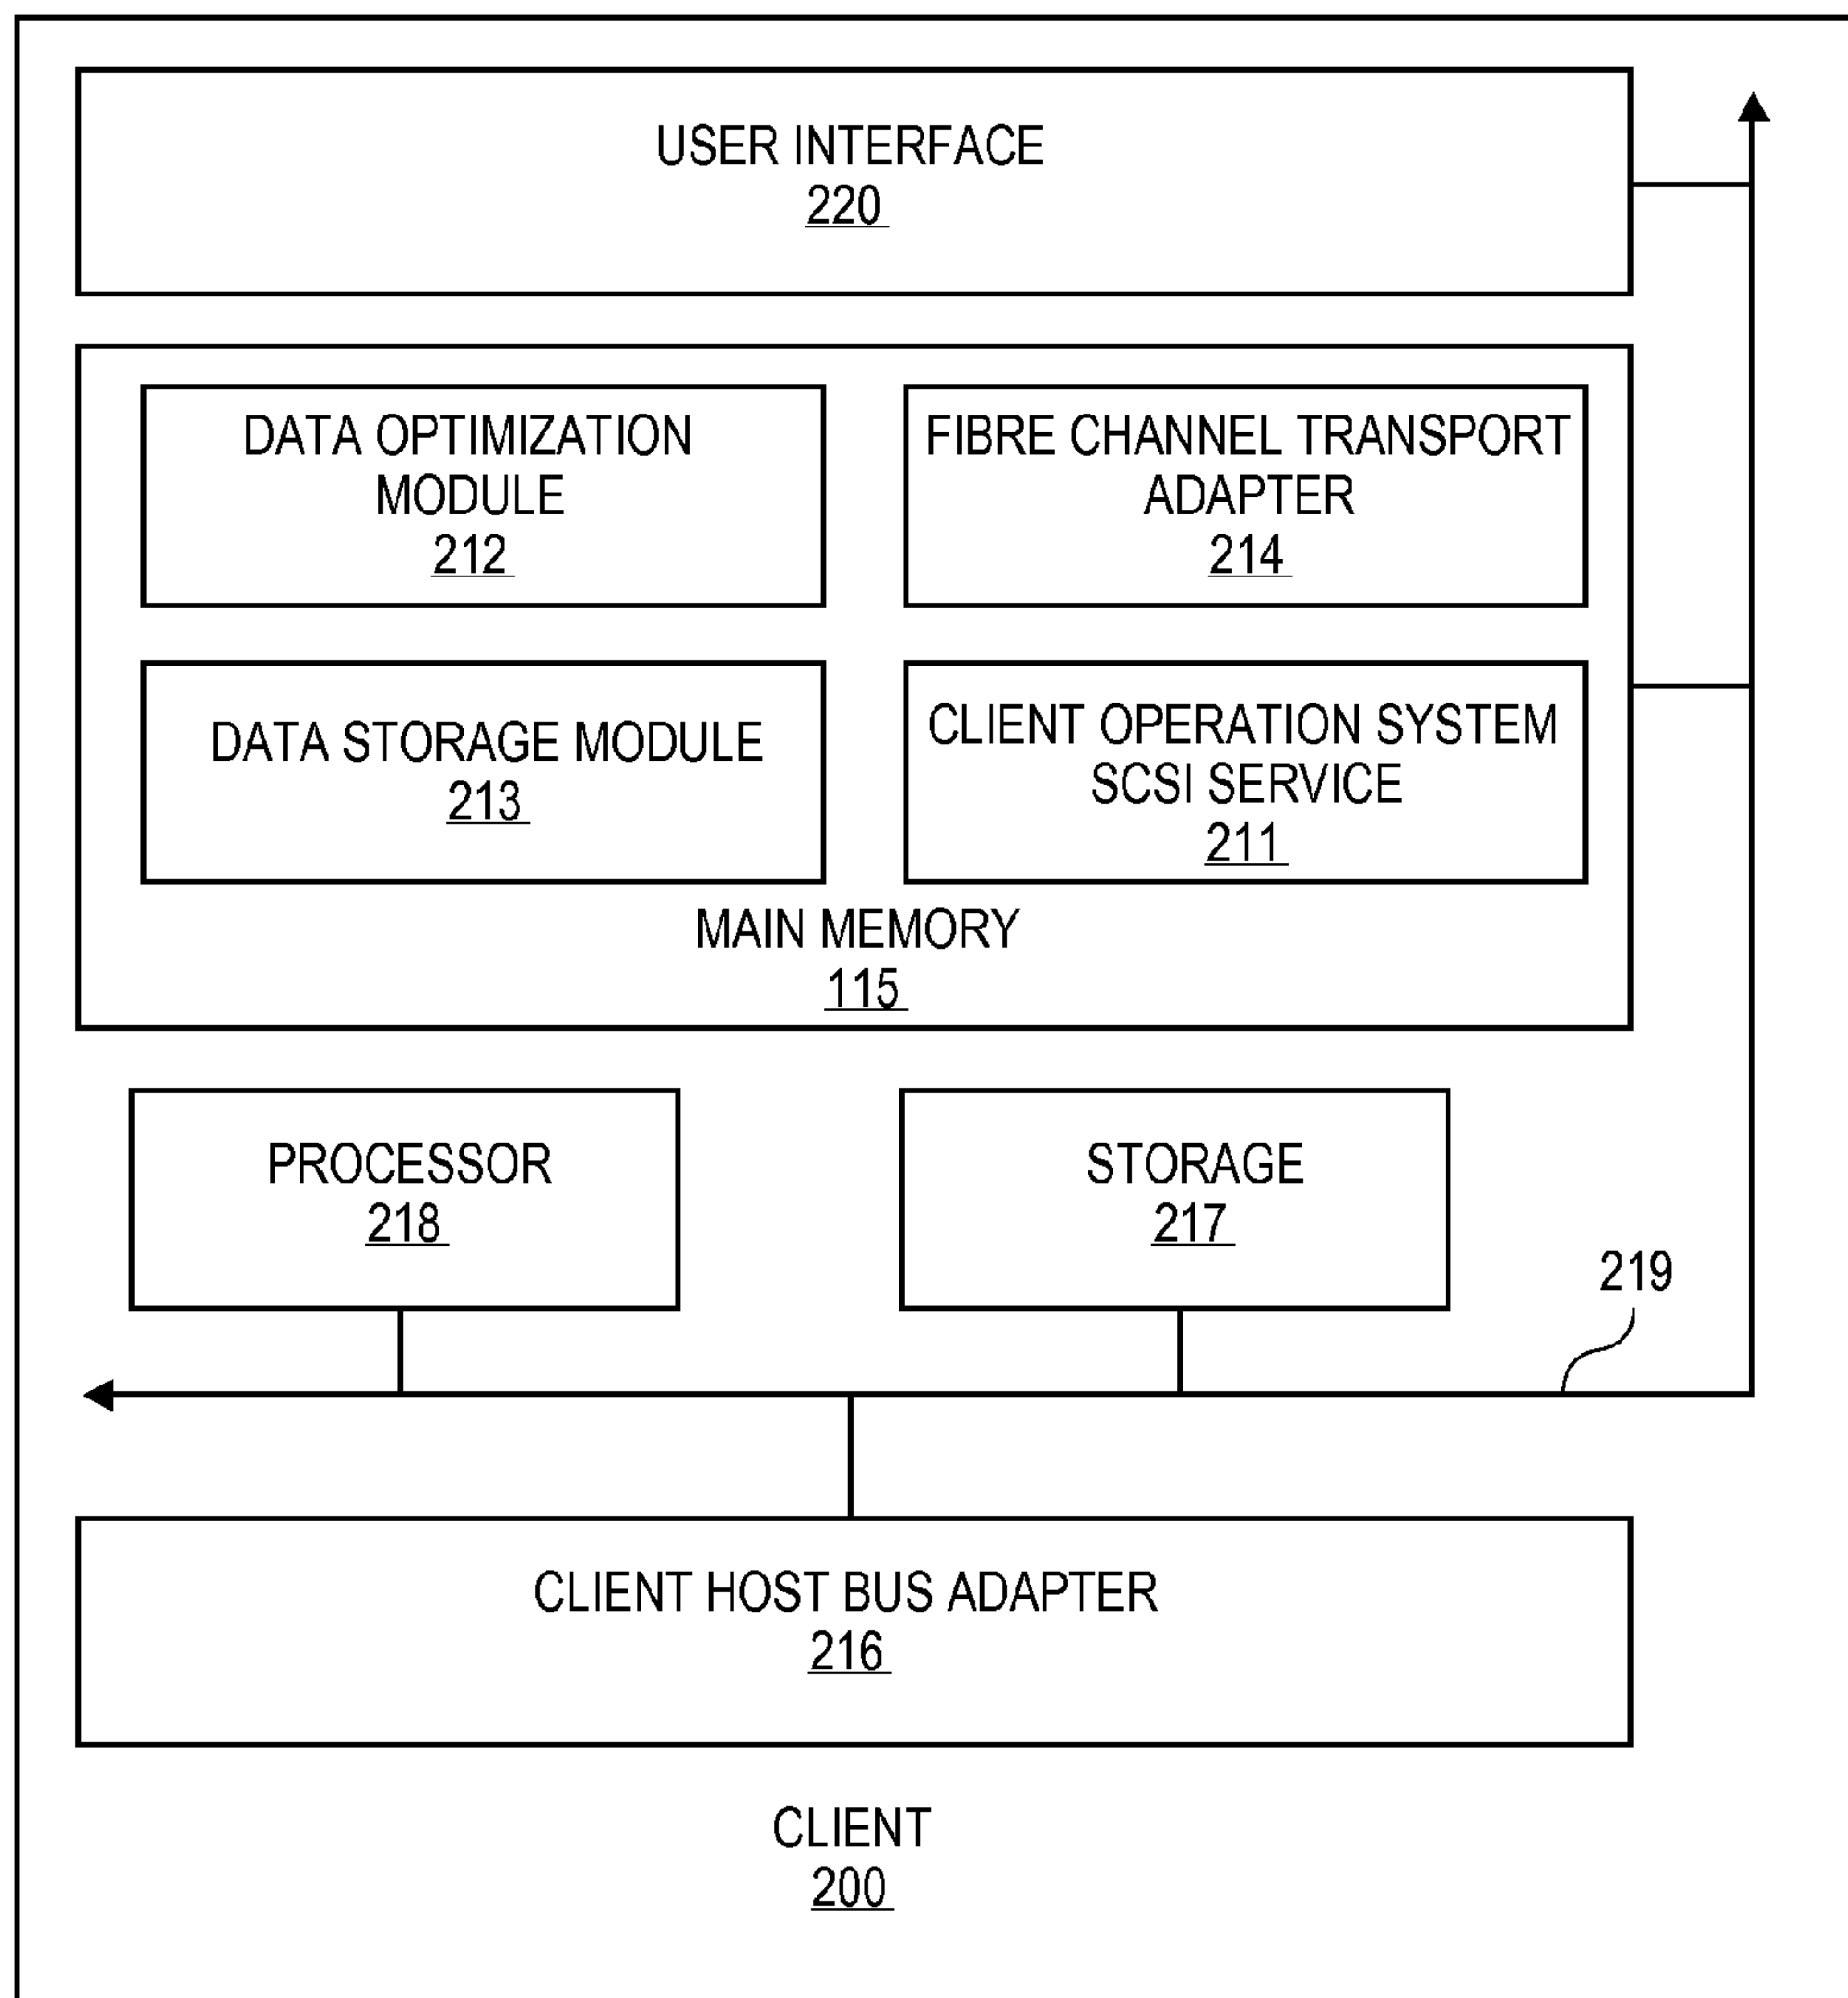 USER INTERFACE
220
DATA OPTIMIZATION
MODULE
212
FIBRE CHANNEL TRANSPORT
ADAPTER
214
DATA STORAGE MODULE
213
CLIENT OPERATION SYSTEM
SCSI SERVICE
211
MAIN MEMORY
115
PROCESSOR
218
STORAGE
217
219
CLIENT HOST BUS ADAPTER
216
CLIENT
200